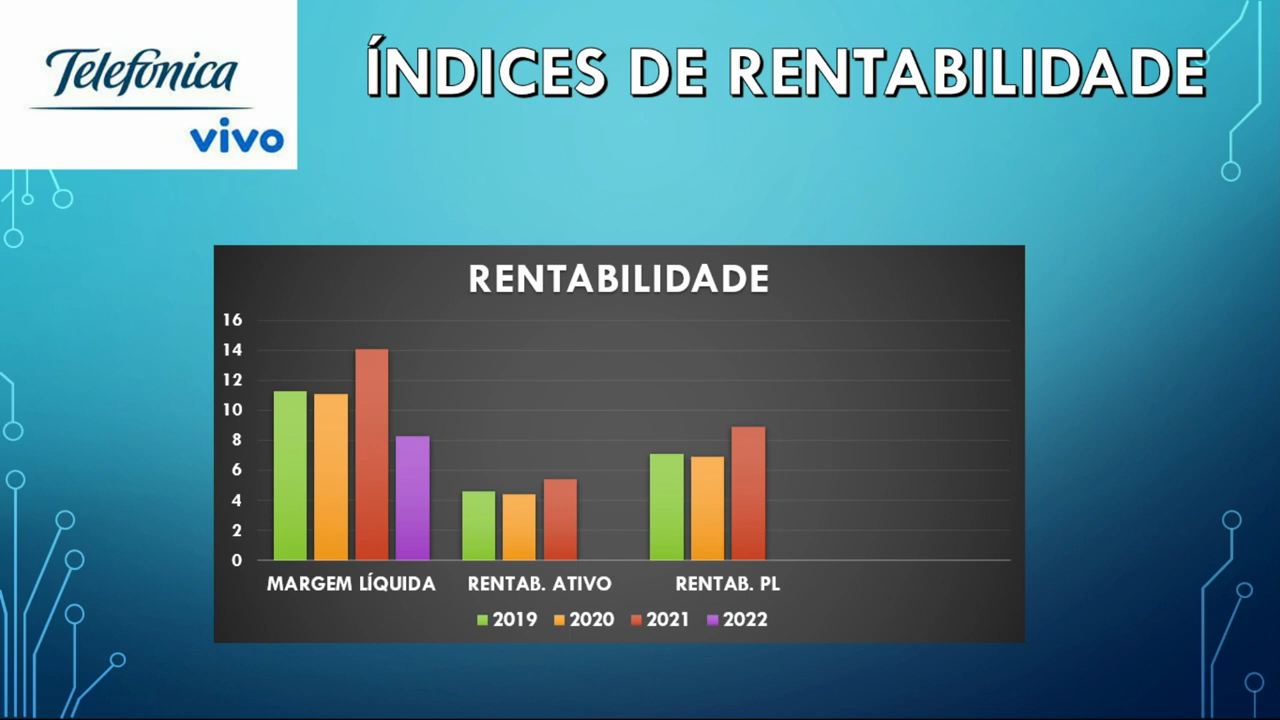 Telefónica
vivo
ÍNDICES DE RENTABILIDADE
RENTABILIDADE
16
14
12
10
8
6
4
2
0
MARGEM LÍQUIDA RENTAB. ATIVO RENTAB. PL
2019 2020 2021 2022